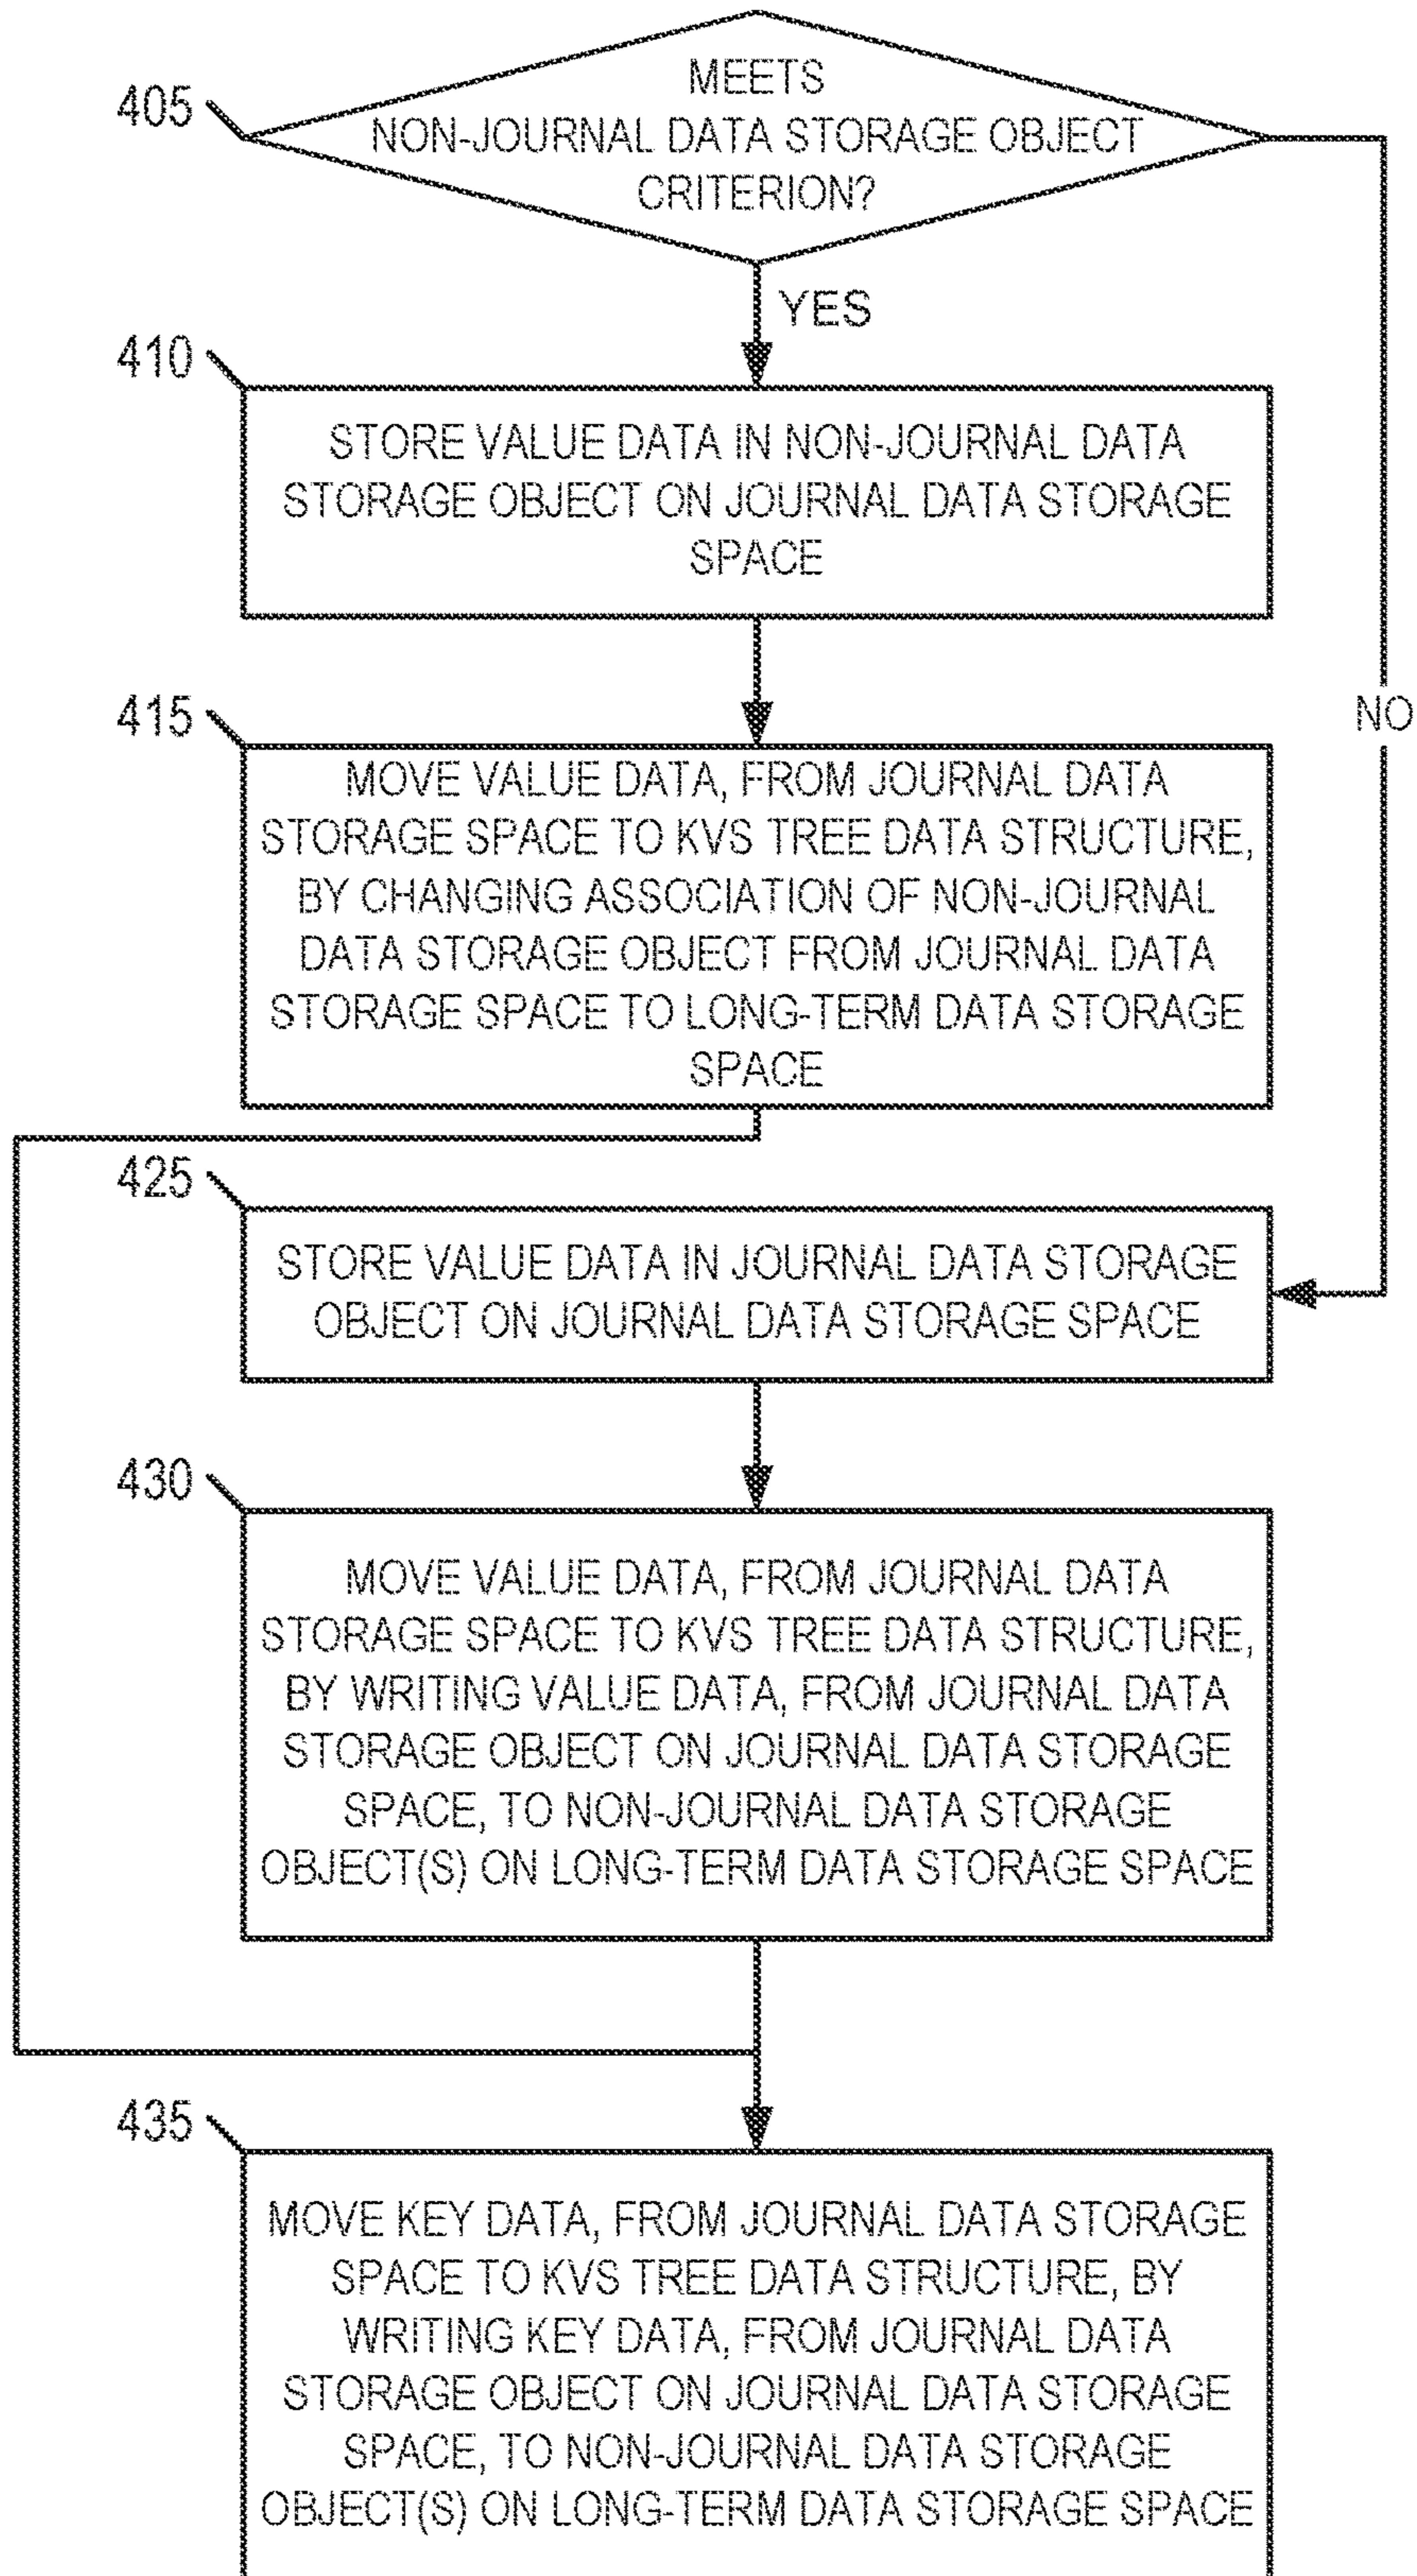 405
MEETS
NON-JOURNAL DATA STORAGE OBJECT
CRITERION?
YES
410
STORE VALUE DATA IN NON-JOURNAL DATA
STORAGE OBJECT ON JOURNAL DATA STORAGE
SPACE
415
NO
MOVE VALUE DATA, FROM JOURNAL DATA
STORAGE SPACE TO KVS TREE DATA STRUCTURE,
BY CHANGING ASSOCIATION OF NON-JOURNAL
DATA STORAGE OBJECT FROM JOURNAL DATA
STORAGE SPACE TO LONG-TERM DATA STORAGE
SPACE
425
STORE VALUE DATA IN JOURNAL DATA STORAGE
OBJECT ON JOURNAL DATA STORAGE SPACE
430
MOVE VALUE DATA, FROM JOURNAL DATA
STORAGE SPACE TO KVS TREE DATA STRUCTURE,
BY WRITING VALUE DATA, FROM JOURNAL DATA
STORAGE OBJECT ON JOURNAL DATA STORAGE
SPACE, TO NON-JOURNAL DATA STORAGE
OBJECT(S) ON LONG-TERM DATA STORAGE SPACE
435
MOVE KEY DATA, FROM JOURNAL DATA STORAGE
SPACE TO KVS TREE DATA STRUCTURE, BY
WRITING KEY DATA, FROM JOURNAL DATA
STORAGE OBJECT ON JOURNAL DATA STORAGE
SPACE, TO NON-JOURNAL DATA STORAGE
OBJECT(S) ON LONG-TERM DATA STORAGE SPACE